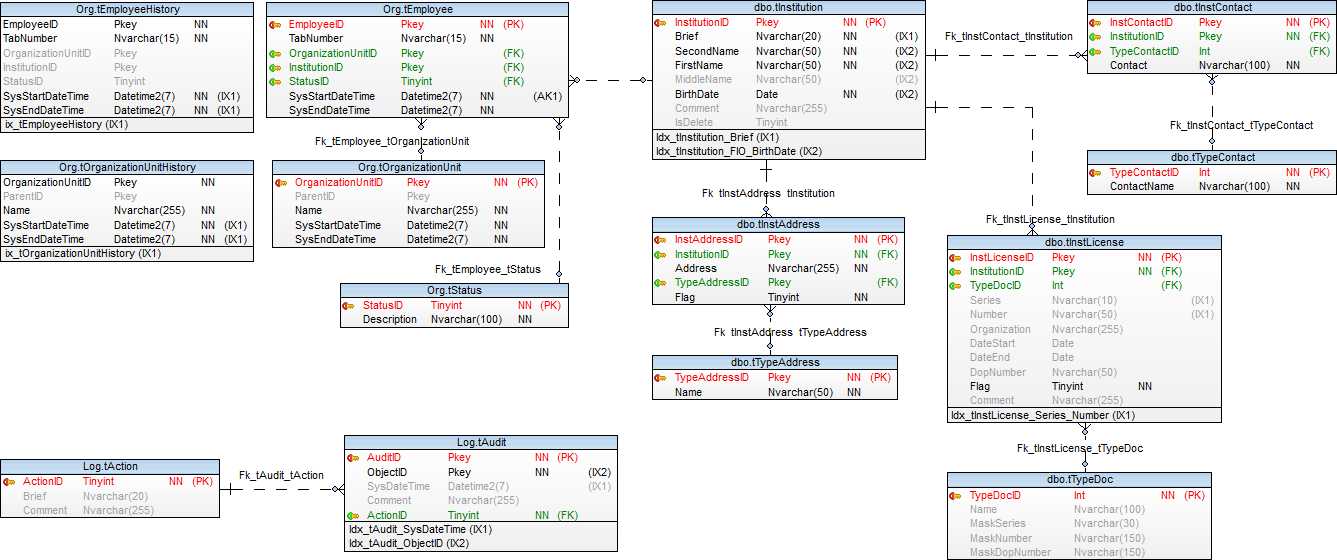 Org.tEmployeeHistory
EmployeeID Pkey NN
TabNumber Nvarchar(15) NN
OrganizationUnitID Pkey
InstitutionID Pkey
StatusID Tinyint
SysStartDateTime Datetime2(7) NN (IX1)
SysEndDateTime Datetime2(7) NN (IX1)
ix_tEmployeeHistory (IX1)
Org.tEmployee
EmployeeID Pkey NN (PK)
TabNumber Nvarchar(15) NN
OrganizationUnitID Pkey (FK)
InstitutionID Pkey (FK)
StatusID Tinyint (FK)
SysStartDateTime Datetime2(7) NN (AK1)
SysEndDateTime Datetime2(7) NN
dbo.tInstitution
InstitutionID Pkey NN (PK)
Brief Nvarchar(20) NN (IX1)
SecondName Nvarchar(50) NN (IX2)
FirstName Nvarchar(50) NN (IX2)
MiddleName Nvarchar(50) (IX2)
BirthDate Date NN (IX2)
Comment Nvarchar(255)
IsDelete Tinyint
Idx_tInstitution_Brief (IX1)
Idx_tInstitution_FIO_BirthDate (IX2)
Fk_tInstContact_tInstitution
dbo.tInstContact
InstContactID Pkey NN (PK)
InstitutionID Pkey NN (FK)
TypeContactID Int (FK)
Contact Nvarchar(100) NN
Fk_tInstContact_tTypeContact
dbo.tTypeContact
TypeContactID Int NN (PK)
ContactName Nvarchar(100) NN
Fk_tEmployee_tOrganizationUnit
Org.tOrganizationUnitHistory
OrganizationUnitID Pkey NN
ParentID Pkey
Name Nvarchar(255) NN
SysStartDateTime Datetime2(7) NN (IX1)
SysEndDateTime Datetime2(7) NN (IX1)
ix_tOrganizationUnitHistory (IX1)
Org.tOrganizationUnit
OrganizationUnitID Pkey NN (PK)
ParentID Pkey
Name Nvarchar(255) NN
SysStartDateTime Datetime2(7) NN
SysEndDateTime Datetime2(7) NN
Fk_tEmployee_tStatus
Org.tStatus
StatusID Tinyint NN (PK)
Description Nvarchar(100) NN
Fk_tInstAddress_tInstitution
dbo.tInstAddress
InstAddressID Pkey NN (PK)
InstitutionID Pkey NN (FK)
Address Nvarchar(255) NN
TypeAddressID Pkey (FK)
Flag Tinyint NN
Fk_tInstAddress_tTypeAddress
dbo.tTypeAddress
TypeAddressID Pkey NN (PK)
Name Nvarchar(50) NN
Fk_tInstLicense_tInstitution
dbo.tInstLicense
InstLicenseID Pkey NN (PK)
InstitutionID Pkey NN (FK)
TypeDocID Int (FK)
Series Nvarchar(10) (IX1)
Number Nvarchar(50) (IX1)
Organization Nvarchar(255)
DateStart Date
DateEnd Date
DopNumber Nvarchar(50)
Flag Tinyint NN
Comment Nvarchar(255)
Idx_tInstLicense_Series_Number (IX1)
Fk_tInstLicense_tTypeDoc
dbo.tTypeDoc
TypeDocID Int NN (PK)
Name Nvarchar(100)
MaskSeries Nvarchar(30)
MaskNumber Nvarchar(150)
MaskDopNumber Nvarchar(150)
Log.tAction
ActionID Tinyint NN (PK)
Brief Nvarchar(20)
Comment Nvarchar(255)
Fk_tAudit_tAction
Log.tAudit
AuditID Pkey NN (PK)
ObjectID Pkey NN (IX2)
SysDateTime Datetime2(7) (IX1)
Comment Nvarchar(255)
ActionID Tinyint NN (FK)
Idx_tAudit_SysDateTime (IX1)
Idx_tAudit_ObjectID (IX2)